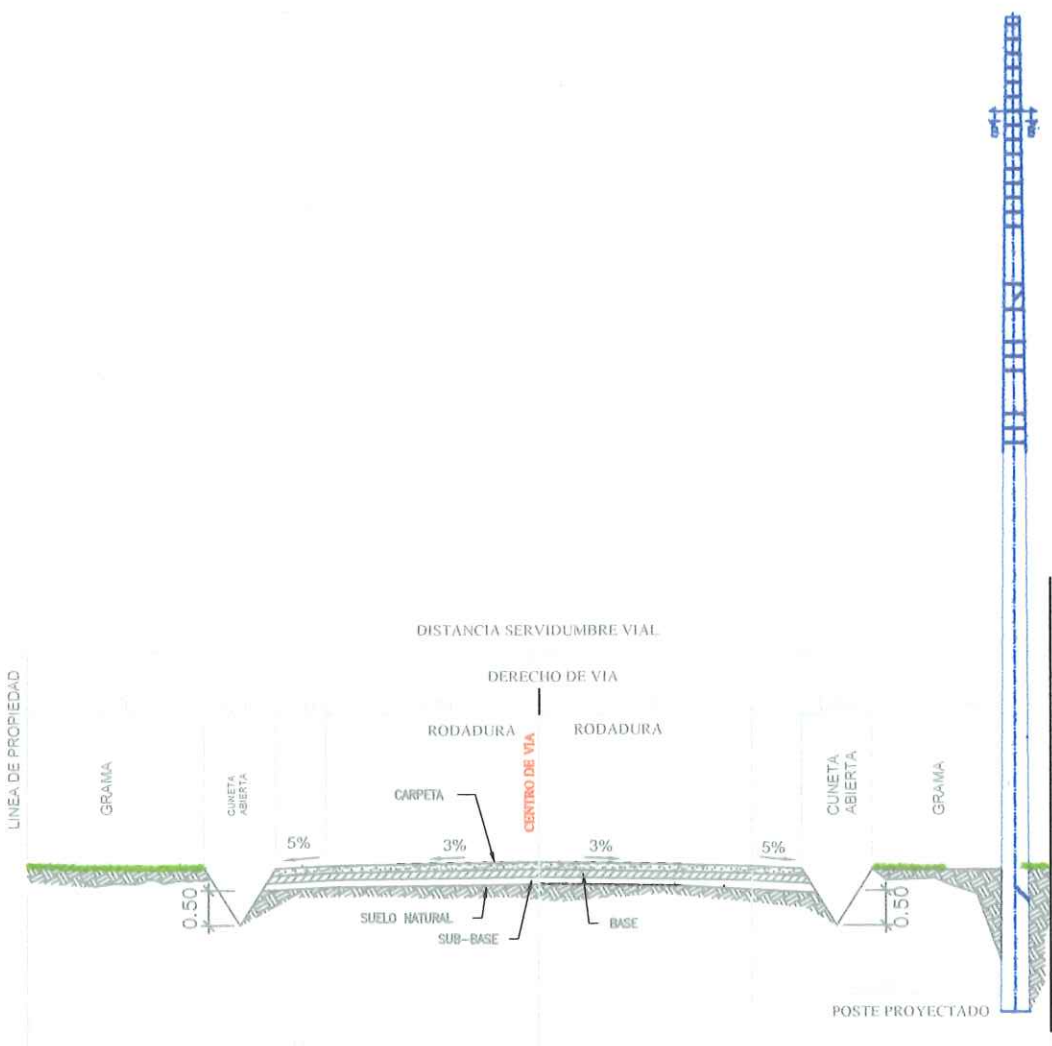 DISTANCIA SERVIDUMBRE VIAL
DERECHO DE VIA
LINEA DE PROPIEDAD
GRAMA
CUNETA
ABIERTA
RODADURA
CENTRO DE VIA
RODADURA
CUNETA
ABIERTA
GRAMA
CARPETA
5%
3%
3%
5%
0.50
SUELO NATURAL
SUB-BASE
BASE
0.50
POSTE PROYECTADO